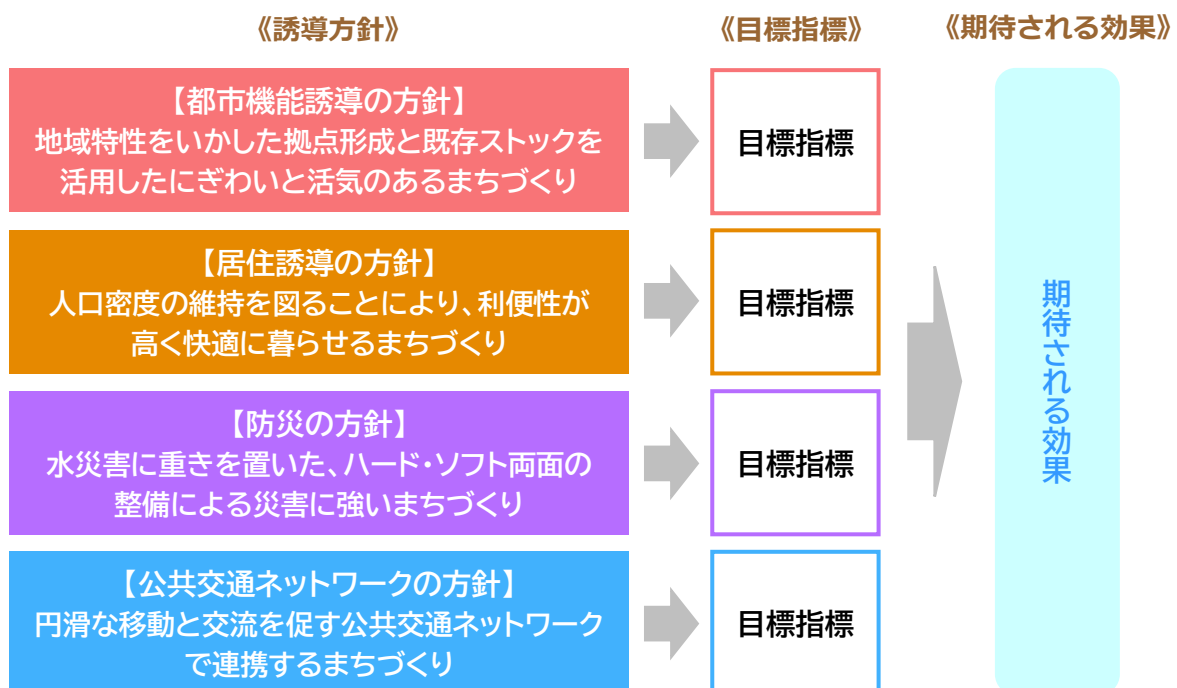 《誘導方針》
《目標指標》
《期待される効果》
【都市機能誘導の方針】
地域特性をいかした拠点形成と既存ストックを
活用したにぎわいと活気のあるまちづくり
目標指標
【居住誘導の方針】
人口密度の維持を図ることにより、利便性が
高く快適に暮らせるまちづくり
目標指標
【防災の方針】
水災害に重きを置いた、ハード・ソフト両面の
整備による災害に強いまちづくり
目標指標
【公共交通ネットワークの方針】
円滑な移動と交流を促す公共交通ネットワーク
で連携するまちづくり
目標指標
期待される効果